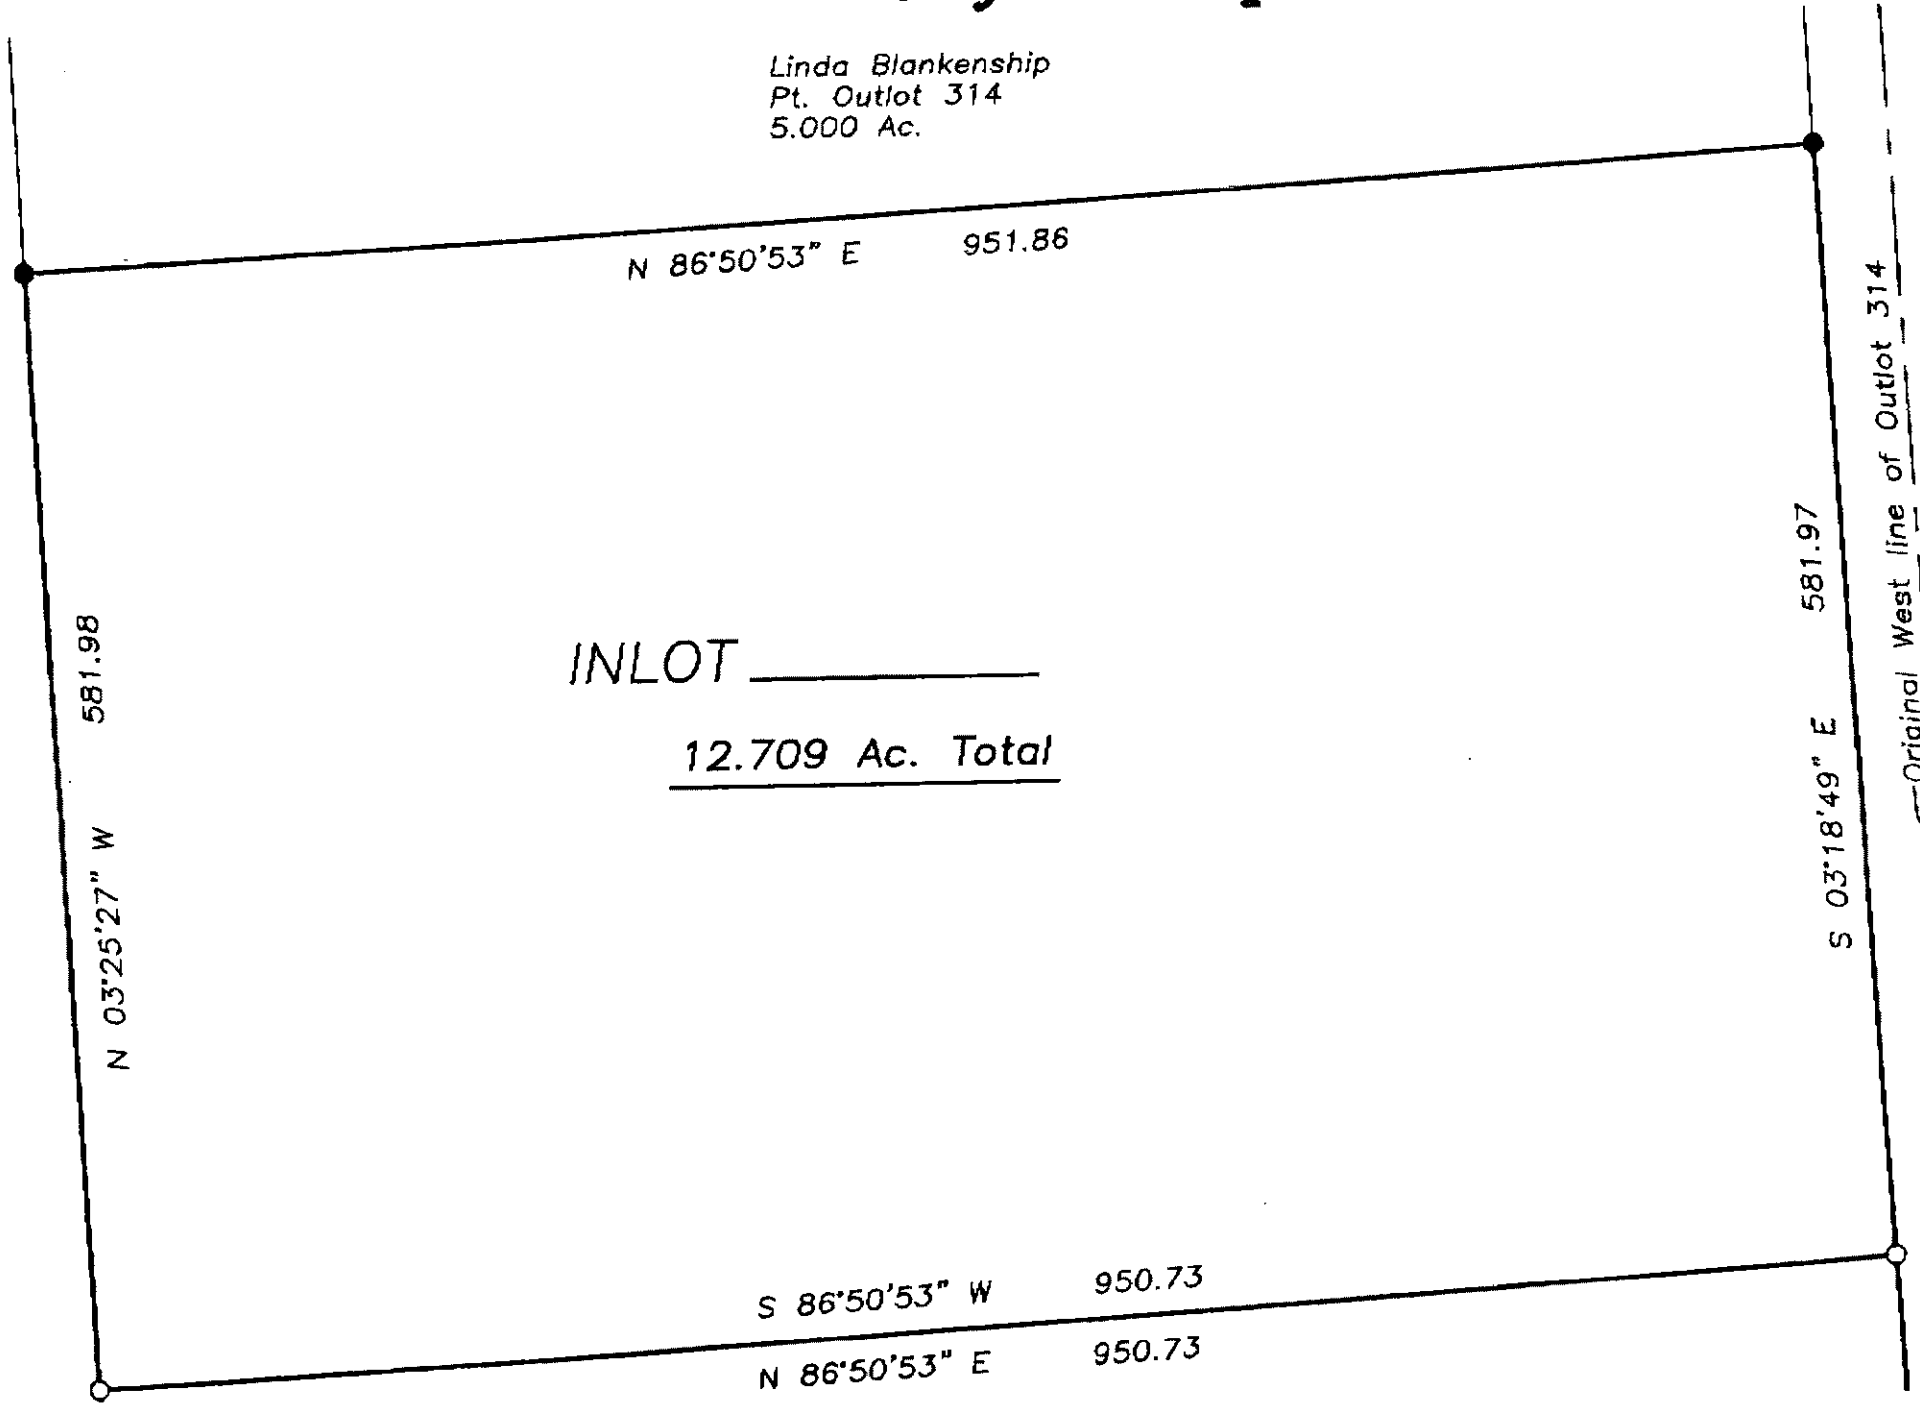 Linda Blankenship
Pt. Outlot 314
5.000 Ac.
N 86°50'53" E 951.86
Original West line of Outlot 314
S 03°18'49" E 581.97
N 03°25'27" W 581.98
INLOT
12.709 Ac. Total
S 86°50'53" W 950.73
N 86°50'53" E 950.73